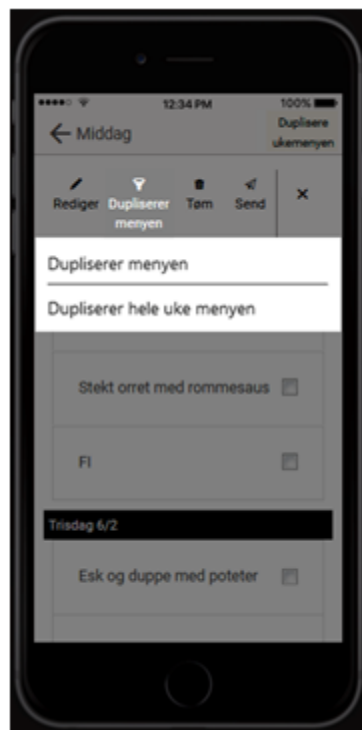 12:34 PM 100%
Middag
Duplisere
ukemenyen
Rediger Dupliserer
menyen Tøm Send
Dupliserer menyen
Dupliserer hele uke menyen
Stekt orret med rommesaus
FI
Trisdag 6/2
Esk og duppe med poteter